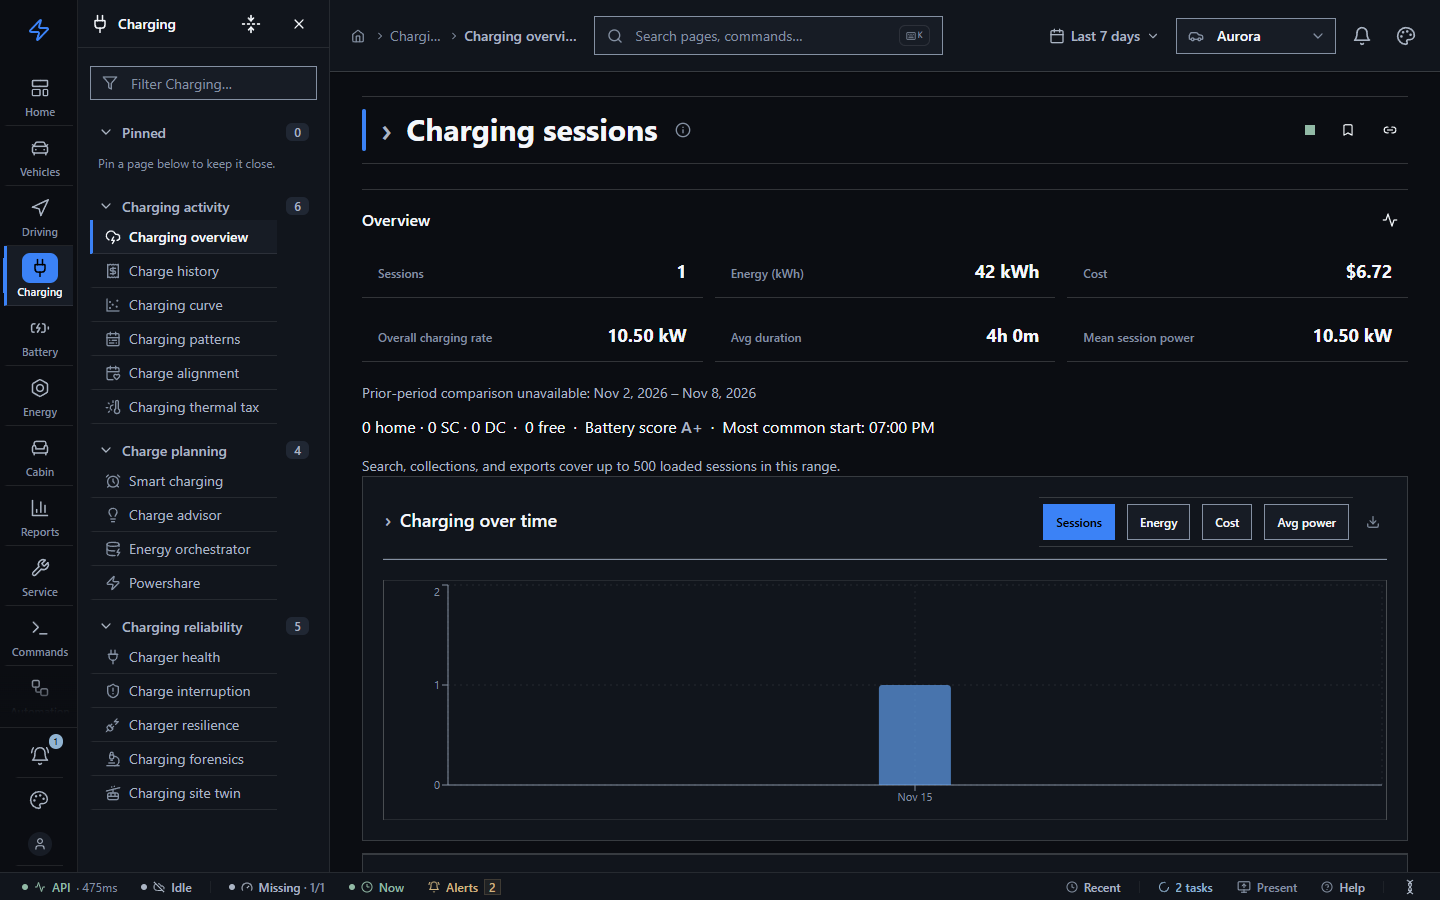 Home
Vehicles
Driving
Charging
Battery
Energy
Cabin
Reports
Service
Commands
1
Charging
Filter Charging...
Pinned 0
Pin a page below to keep it close.
Charging activity 6
Charging overview
Charge history
Charging curve
Charging patterns
Charge alignment
Charging thermal tax
Charge planning 4
Smart charging
Charge advisor
Energy orchestrator
Powershare
Charging reliability 5
Charger health
Charge interruption
Charger resilience
Charging forensics
Charging site twin
Chargi... Charging overvi... Search pages, commands... K Last 7 days Aurora
Charging sessions
Overview
Sessions 1 Energy (kWh) 42 kWh Cost $6.72
Overall charging rate 10.50 kW Avg duration 4h 0m Mean session power 10.50 kW
Prior-period comparison unavailable: Nov 2, 2026 – Nov 8, 2026
0 home · 0 SC · 0 DC · 0 free · Battery score A+ · Most common start: 07:00 PM
Search, collections, and exports cover up to 500 loaded sessions in this range.
Charging over time Sessions Energy Cost Avg power
2
1
0
Nov 15
API · 475ms Idle Missing · 1/1 Now Alerts 2 Recent 2 tasks Present Help